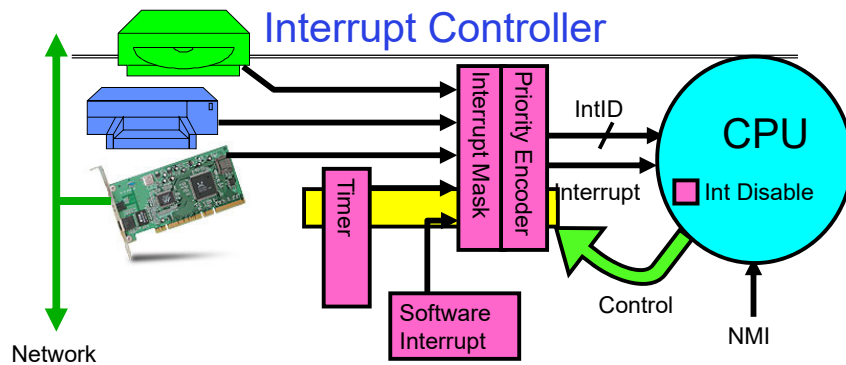 Interrupt Controller
Interrupt Mask
Priority Encoder
IntID
CPU
Timer
Interrupt
Int Disable
Software
Interrupt
Control
NMI
Network